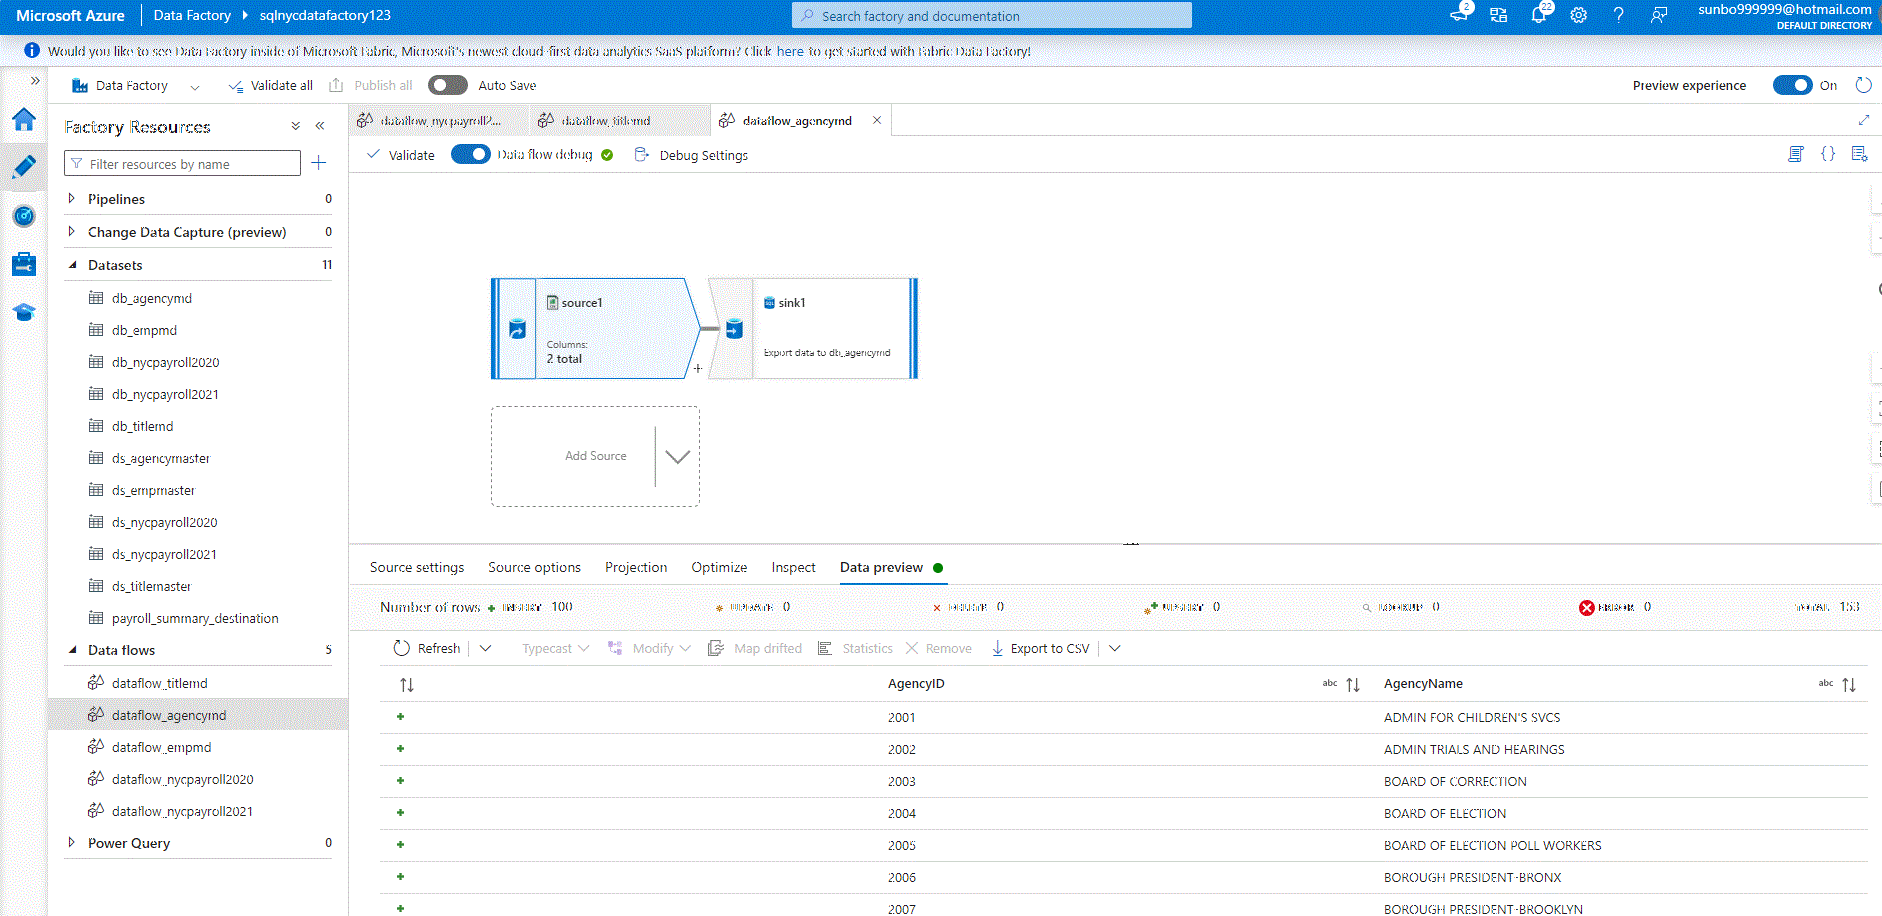 Microsoft Azure
Data Factory
sqlnycdatafactory123
Search factory and documentation
2
22
sunbo999999@hotmail.com
DEFAULT DIRECTORY
Would you like to see Data Factory inside of Microsoft Fabric, Microsoft's newest cloud-first data analytics SaaS platform? Click here to get started with Fabric Data Factory!
Data Factory
Validate all
Publish all
Auto Save
Preview experience
On
Factory Resources
Filter resources by name
Pipelines 0
Change Data Capture (preview) 0
Datasets 11
db_agencymd
db_empmd
db_nycpayroll2020
db_nycpayroll2021
db_titlemd
ds_agencymaster
ds_empmaster
ds_nycpayroll2020
ds_nycpayroll2021
ds_titlemaster
payroll_summary_destination
Data flows 5
dataflow_titlemd
dataflow_agencymd
dataflow_empmd
dataflow_nycpayroll2020
dataflow_nycpayroll2021
Power Query 0
dataflow_nycpayroll2...
dataflow_titlemd
dataflow_agencymd
Validate
Data flow debug
Debug Settings
source1
Columns:
2 total
sink1
Export data to db_agencymd
Add Source
Source settings
Source options
Projection
Optimize
Inspect
Data preview
Number of rows
INSERT 100
UPDATE 0
DELETE 0
UPSERT 0
LOOKUP 0
ERROR 0
TOTAL 153
Refresh
Typecast
Modify
Map drifted
Statistics
Remove
Export to CSV
AgencyID abc
AgencyName abc
2001 ADMIN FOR CHILDREN'S SVCS
2002 ADMIN TRIALS AND HEARINGS
2003 BOARD OF CORRECTION
2004 BOARD OF ELECTION
2005 BOARD OF ELECTION POLL WORKERS
2006 BOROUGH PRESIDENT-BRONX
2007 BOROUGH PRESIDENT-BROOKLYN